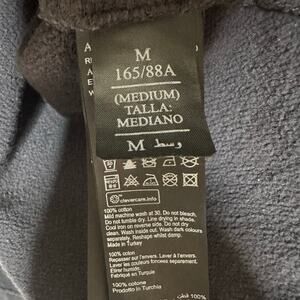 M
165/88A
(MEDIUM)
TALLA:
MEDIANO
M وسط
clevercare.info
100% cotton
Mild machine wash at 30. Do not bleach.
Do not tumble dry. Line drying in shade.
Cool iron on reverse side. Do not dry
clean. Wash inside out. Wash dark colours
separately. Reshape whilst damp.
Made in Turkey
100% coton
Repasser sur l'envers. Laver à l'envers.
Laver les couleurs foncées séparément.
Etirer humide.
Fabriqué en Turquie
100% cotone
Prodotto in Turchia